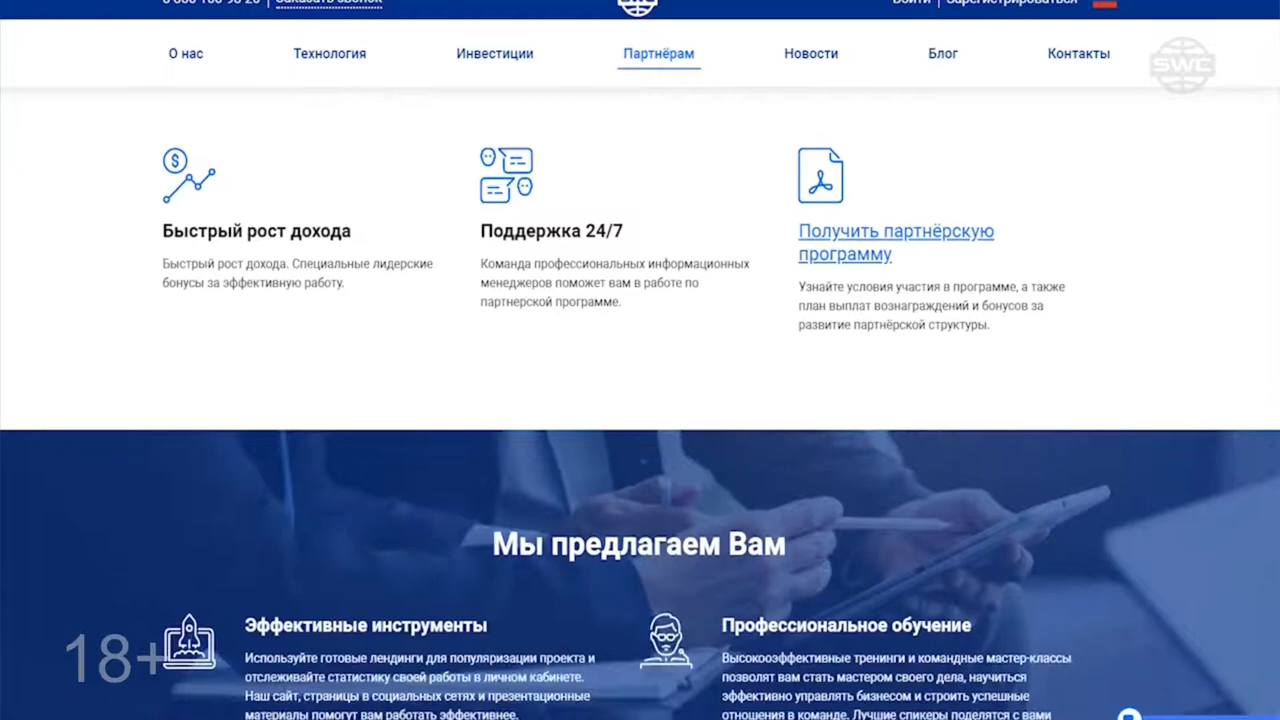 Заказать звонок
Войти | Зарегистрироваться
О нас
Технология
Инвестиции
Партнёрам
Новости
Блог
Контакты
SWC
Быстрый рост дохода
Быстрый рост дохода. Специальные лидерские
бонусы за эффективную работу.
Поддержка 24/7
Команда профессиональных информационных
менеджеров поможет вам в работе по
партнерской программе.
Получить партнёрскую
программу
Узнайте условия участия в программе, а также
план выплат вознаграждений и бонусов за
развитие партнёрской структуры.
Мы предлагаем Вам
Эффективные инструменты
Используйте готовые лендинги для популяризации проекта и
отслеживайте статистику своей работы в личном кабинете.
Наш сайт, страницы в социальных сетях и презентационные
материалы помогут вам работать эффективнее.
Профессиональное обучение
Высокооэффективные тренинги и командные мастер-классы
позволят вам стать мастером своего дела, научиться
эффективно управлять бизнесом и строить успешные
отношения в команде. Лучшие спикеры поделятся с вами
18+